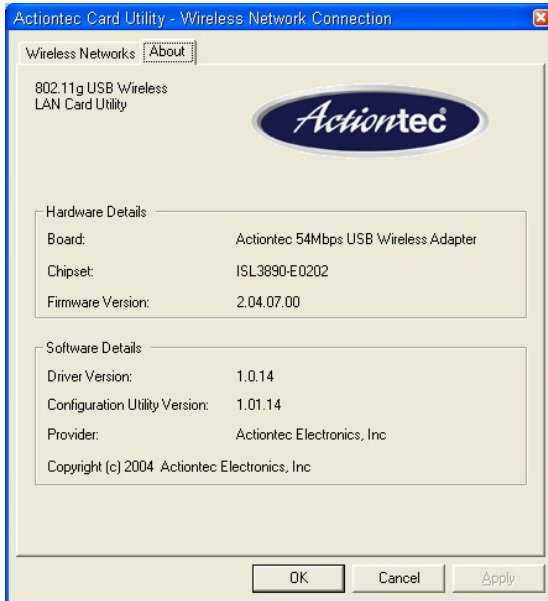 Actiontec Card Utility - Wireless Network Connection
Wireless Networks About
802.11g USB Wireless
LAN Card Utility
Actiontec
Hardware Details
Board: Actiontec 54Mbps USB Wireless Adapter
Chipset: ISL3890-E0202
Firmware Version: 2.04.07.00
Software Details
Driver Version: 1.0.14
Configuration Utility Version: 1.01.14
Provider: Actiontec Electronics, Inc
Copyright (c) 2004 Actiontec Electronics, Inc
OK Cancel Apply